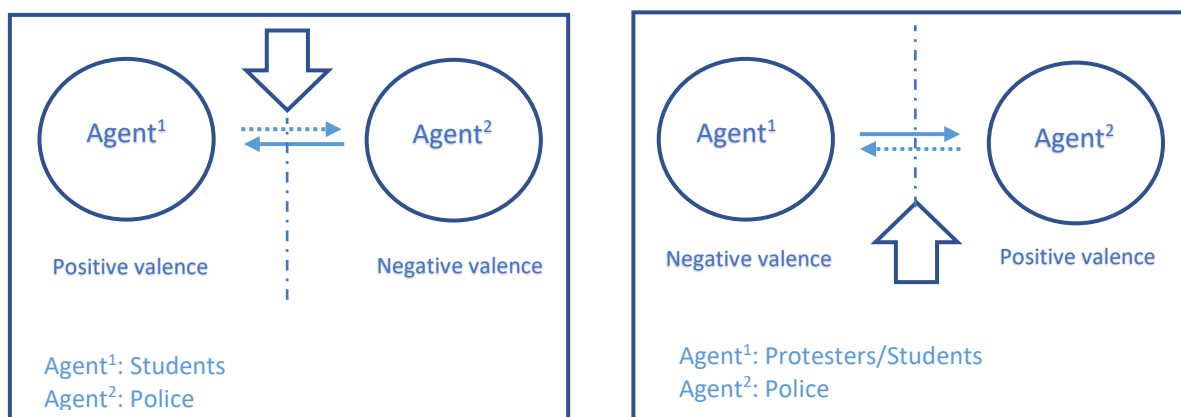 Agent¹
Agent²
Positive valence
Negative valence
Agent¹: Students
Agent²: Police
Agent¹
Agent²
Negative valence
Positive valence
Agent¹: Protesters/Students
Agent²: Police